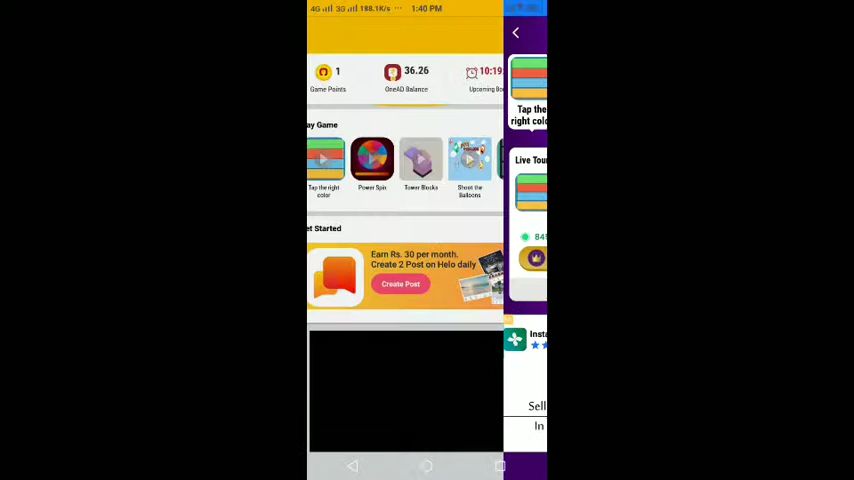 4G 3G 188.1K/s ··· 1:40 PM
1
36.26
10:19
Game Points
OneAD Balance
Upcoming Bo
ay Game
Tap the right
color
Power Spin
Tower Blocks
Shoot the
Balloons
et Started
Earn Rs. 30 per month.
Create 2 Post on Helo daily
Create Post
Tap the
right colo
Live Tour
849
Insta
Sell
In